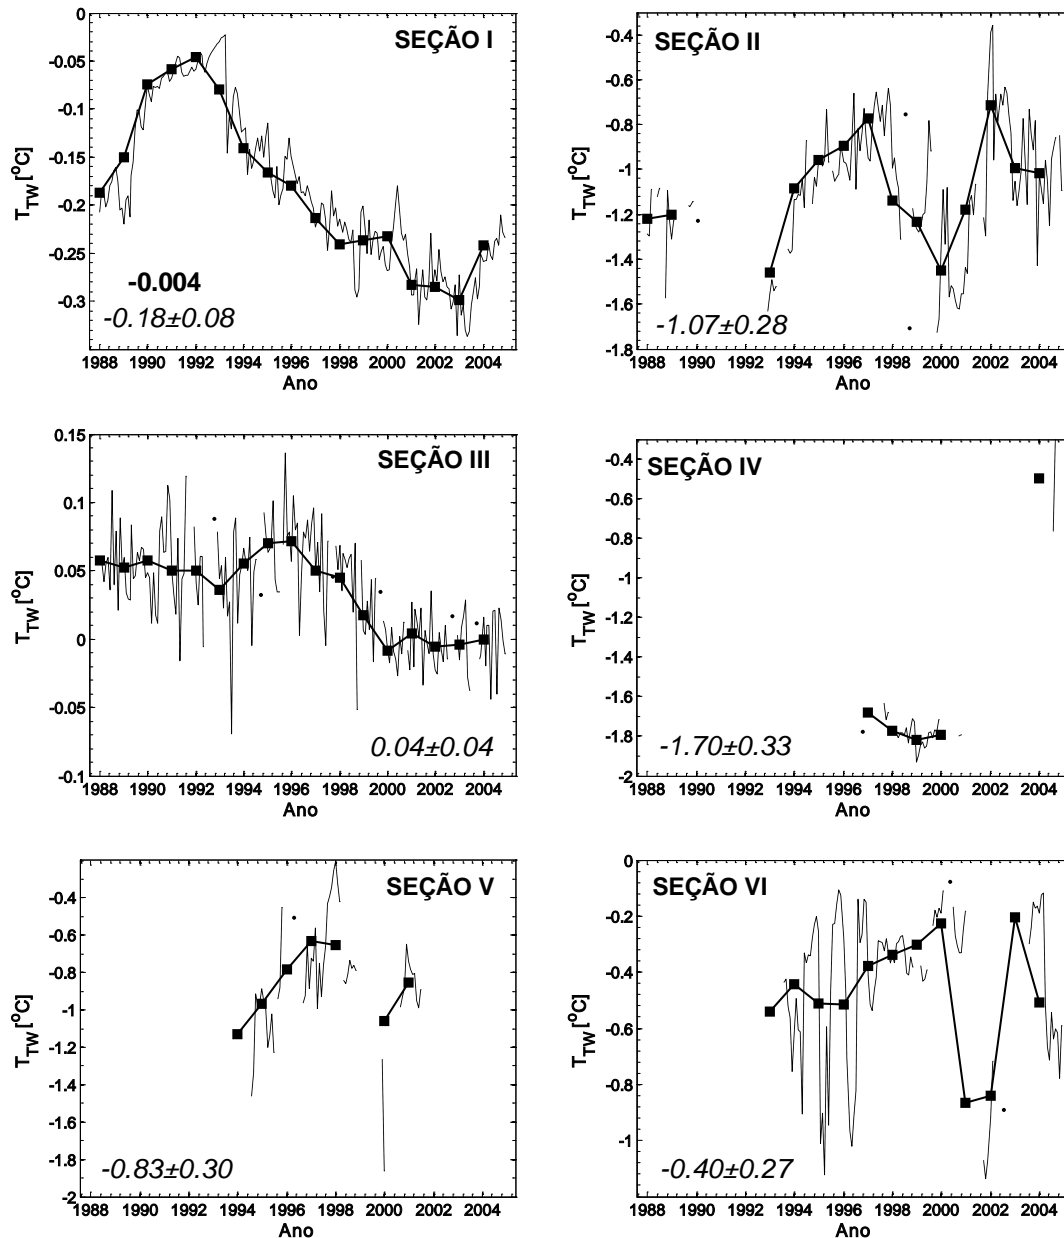 SEÇÃO I
0
-0.05
-0.1
-0.15
-0.2
-0.25
-0.3
T_TW [°C]
-0.004
-0.18±0.08
1988 1990 1992 1994 1996 1998 2000 2002 2004
Ano
SEÇÃO II
-0.4
-0.6
-0.8
-1
-1.2
-1.4
-1.6
-1.8
T_TW [°C]
-1.07±0.28
1988 1990 1992 1994 1996 1998 2000 2002 2004
Ano
SEÇÃO III
0.15
0.1
0.05
0
-0.05
-0.1
T_TW [°C]
0.04±0.04
1988 1990 1992 1994 1996 1998 2000 2002 2004
Ano
SEÇÃO IV
-0.4
-0.6
-0.8
-1
-1.2
-1.4
-1.6
-1.8
-2
T_TW [°C]
-1.70±0.33
1988 1990 1992 1994 1996 1998 2000 2002 2004
Ano
SEÇÃO V
-0.4
-0.6
-0.8
-1
-1.2
-1.4
-1.6
-1.8
-2
T_TW [°C]
-0.83±0.30
1988 1990 1992 1994 1996 1998 2000 2002 2004
Ano
SEÇÃO VI
0
-0.2
-0.4
-0.6
-0.8
-1
T_TW [°C]
-0.40±0.27
1988 1990 1992 1994 1996 1998 2000 2002 2004
Ano